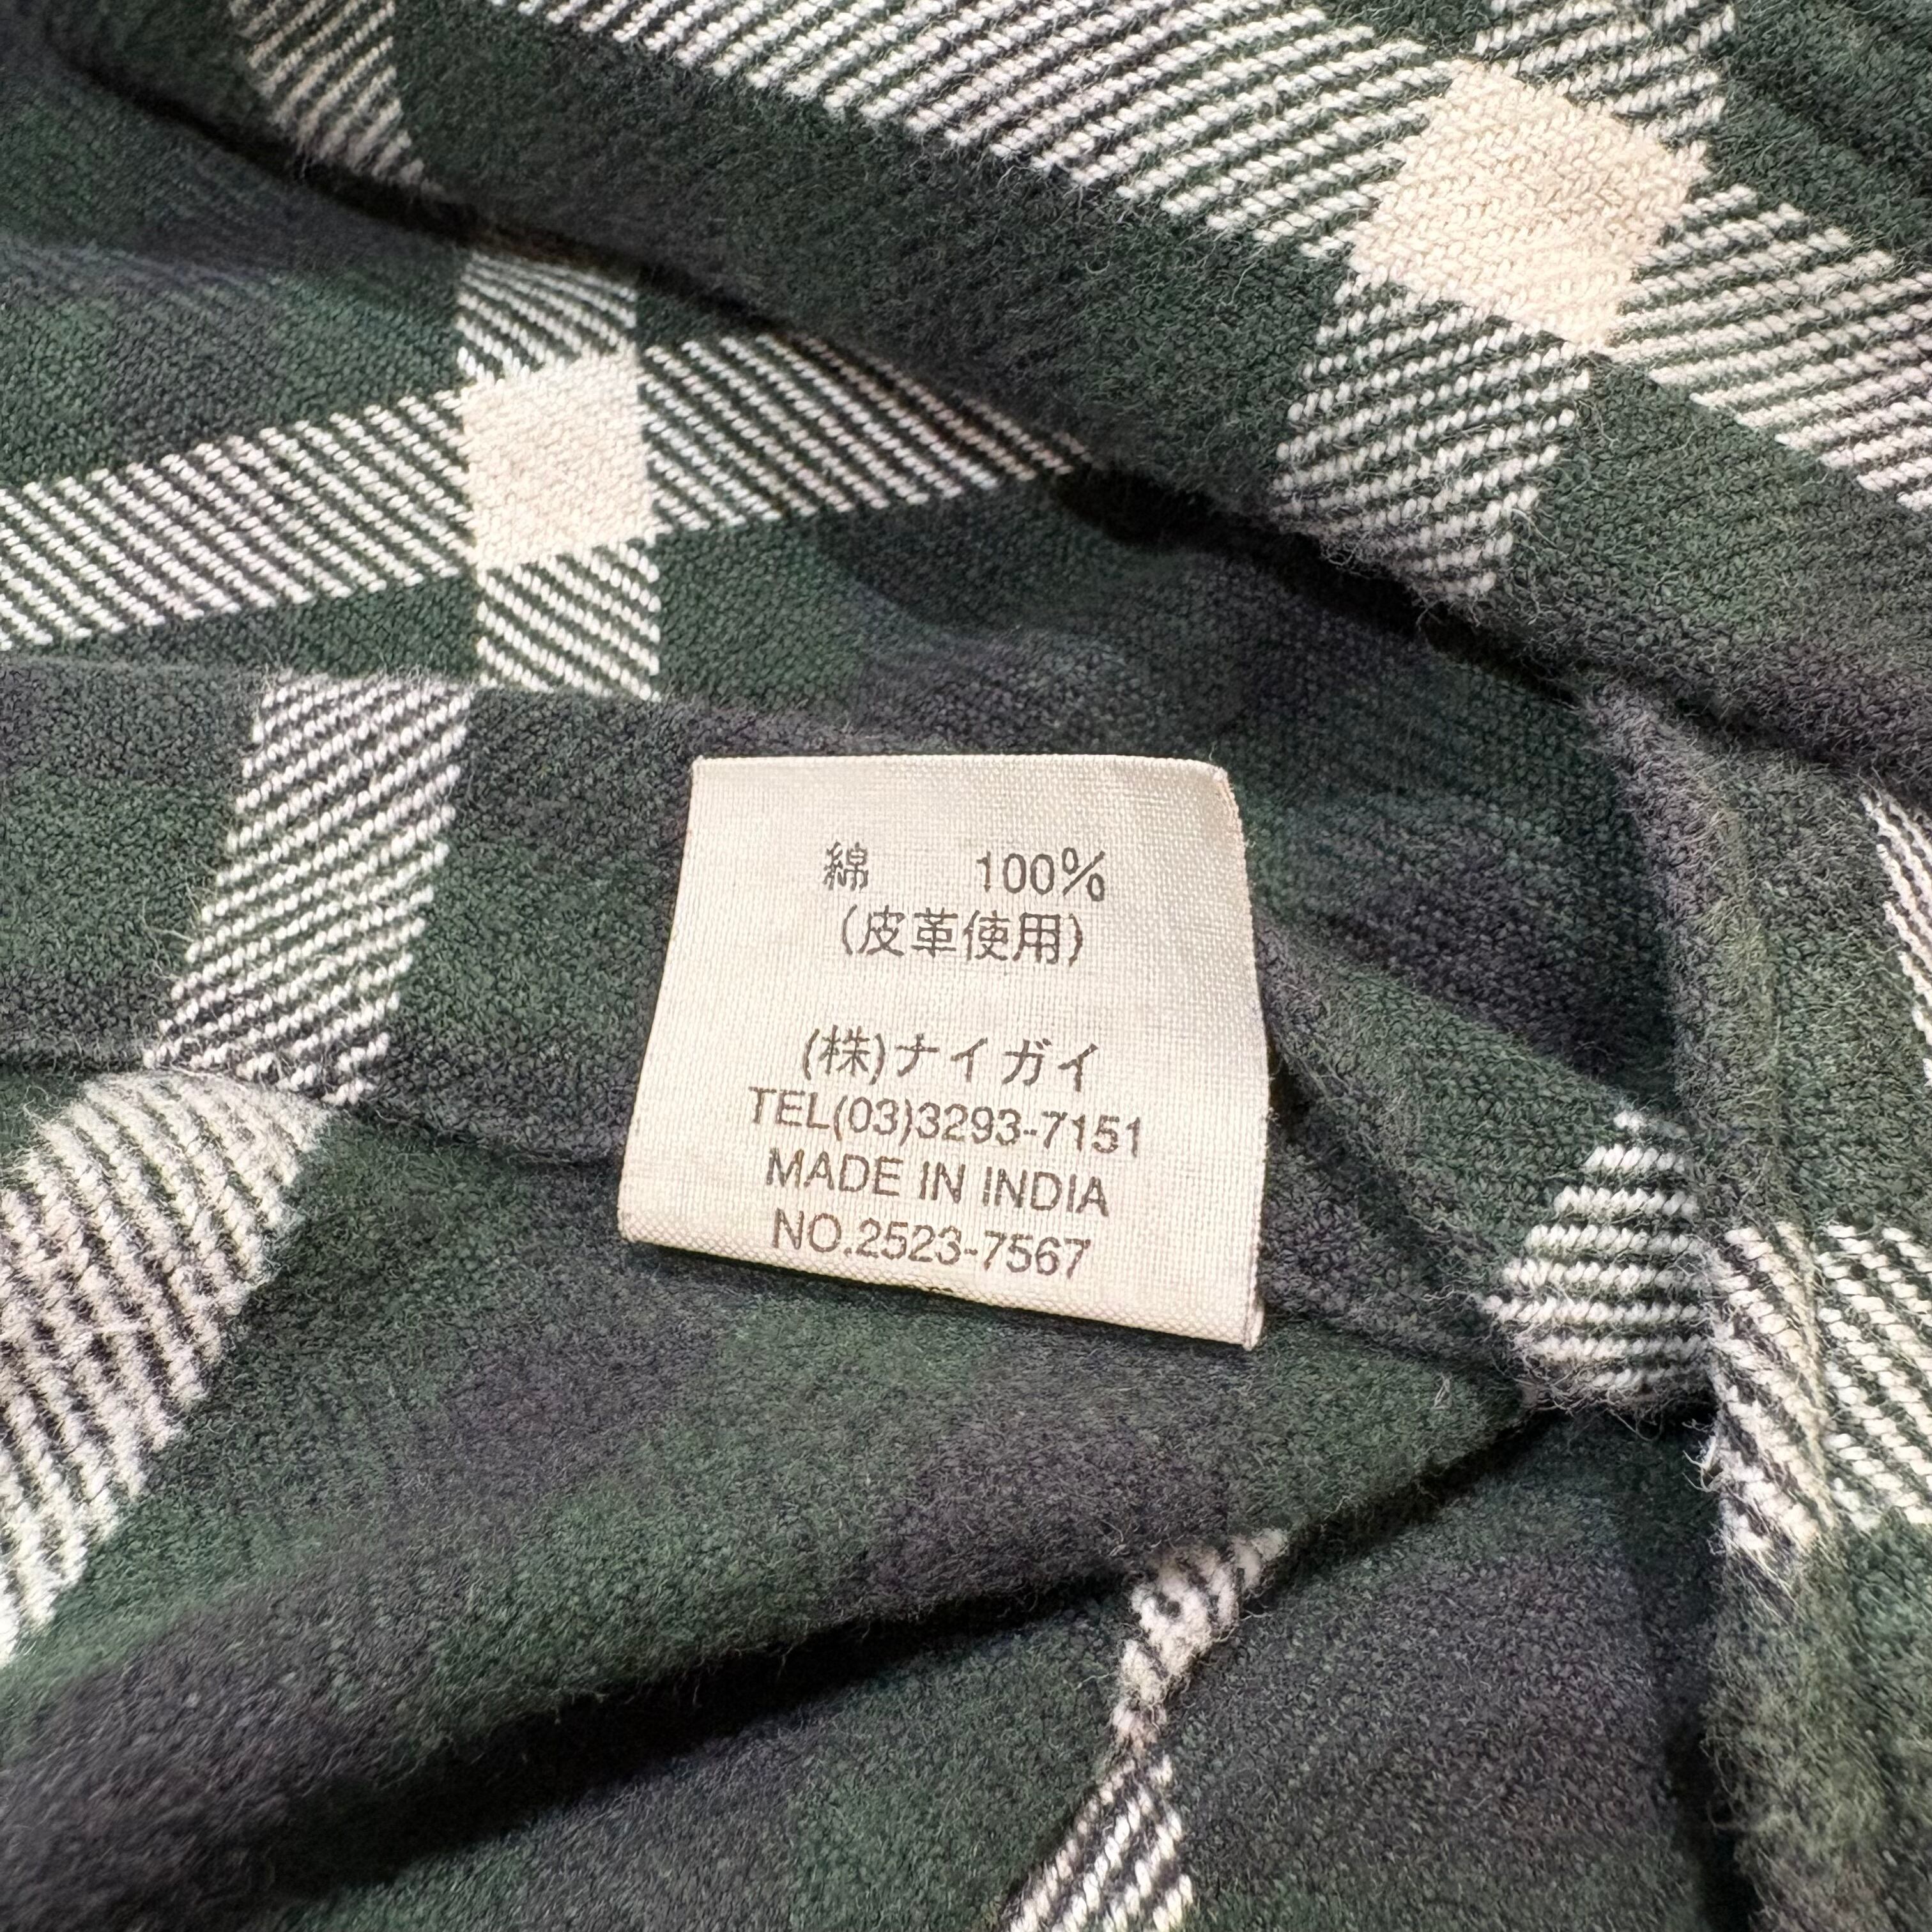 綿　　100%
(皮革使用)
(株)ナイガイ
TEL(03)3293-7151
MADE IN INDIA
NO.2523-7567